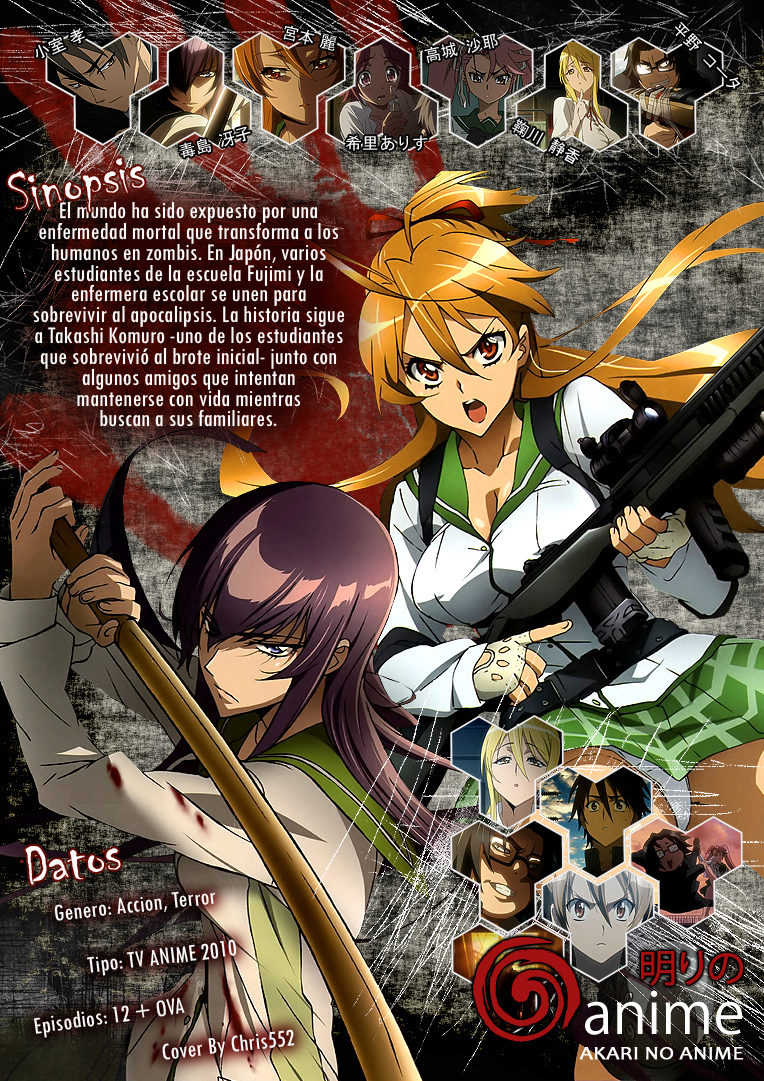 小室 孝
宮本 麗
高城 沙耶
平野 コータ
毒島 冴子
希里ありす
鞠川 静香
Sinopsis
El mundo ha sido expuesto por una
enfermedad mortal que transforma a los
humanos en zombis. En Japón, varios
estudiantes de la escuela Fujimi y la
enfermera escolar se unen para
sobrevivir al apocalipsis. La historia sigue
a Takashi Komuro -uno de los estudiantes
que sobrevivió al brote inicial- junto con
algunos amigos que intentan
mantenerse con vida mientras
buscan a sus familiares.
Datos
Genero: Accion, Terror
Tipo: TV ANIME 2010
Episodios: 12 + OVA
Cover By Chris552
明りの
anime
AKARI NO ANIME